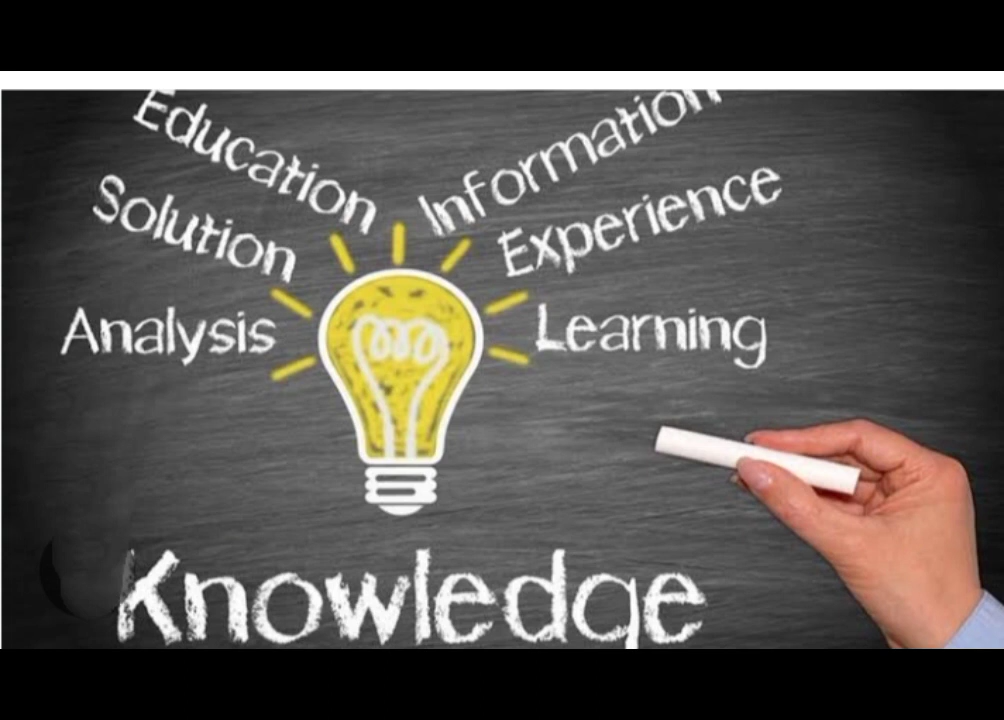 Education
Information
Solution
Experience
Analysis
Learning
Knowledge